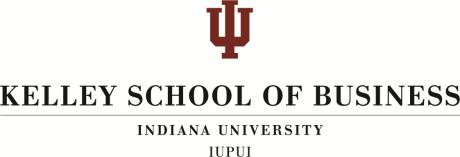 KELLEY SCHOOL OF BUSINESS
INDIANA UNIVERSITY
IUPUI